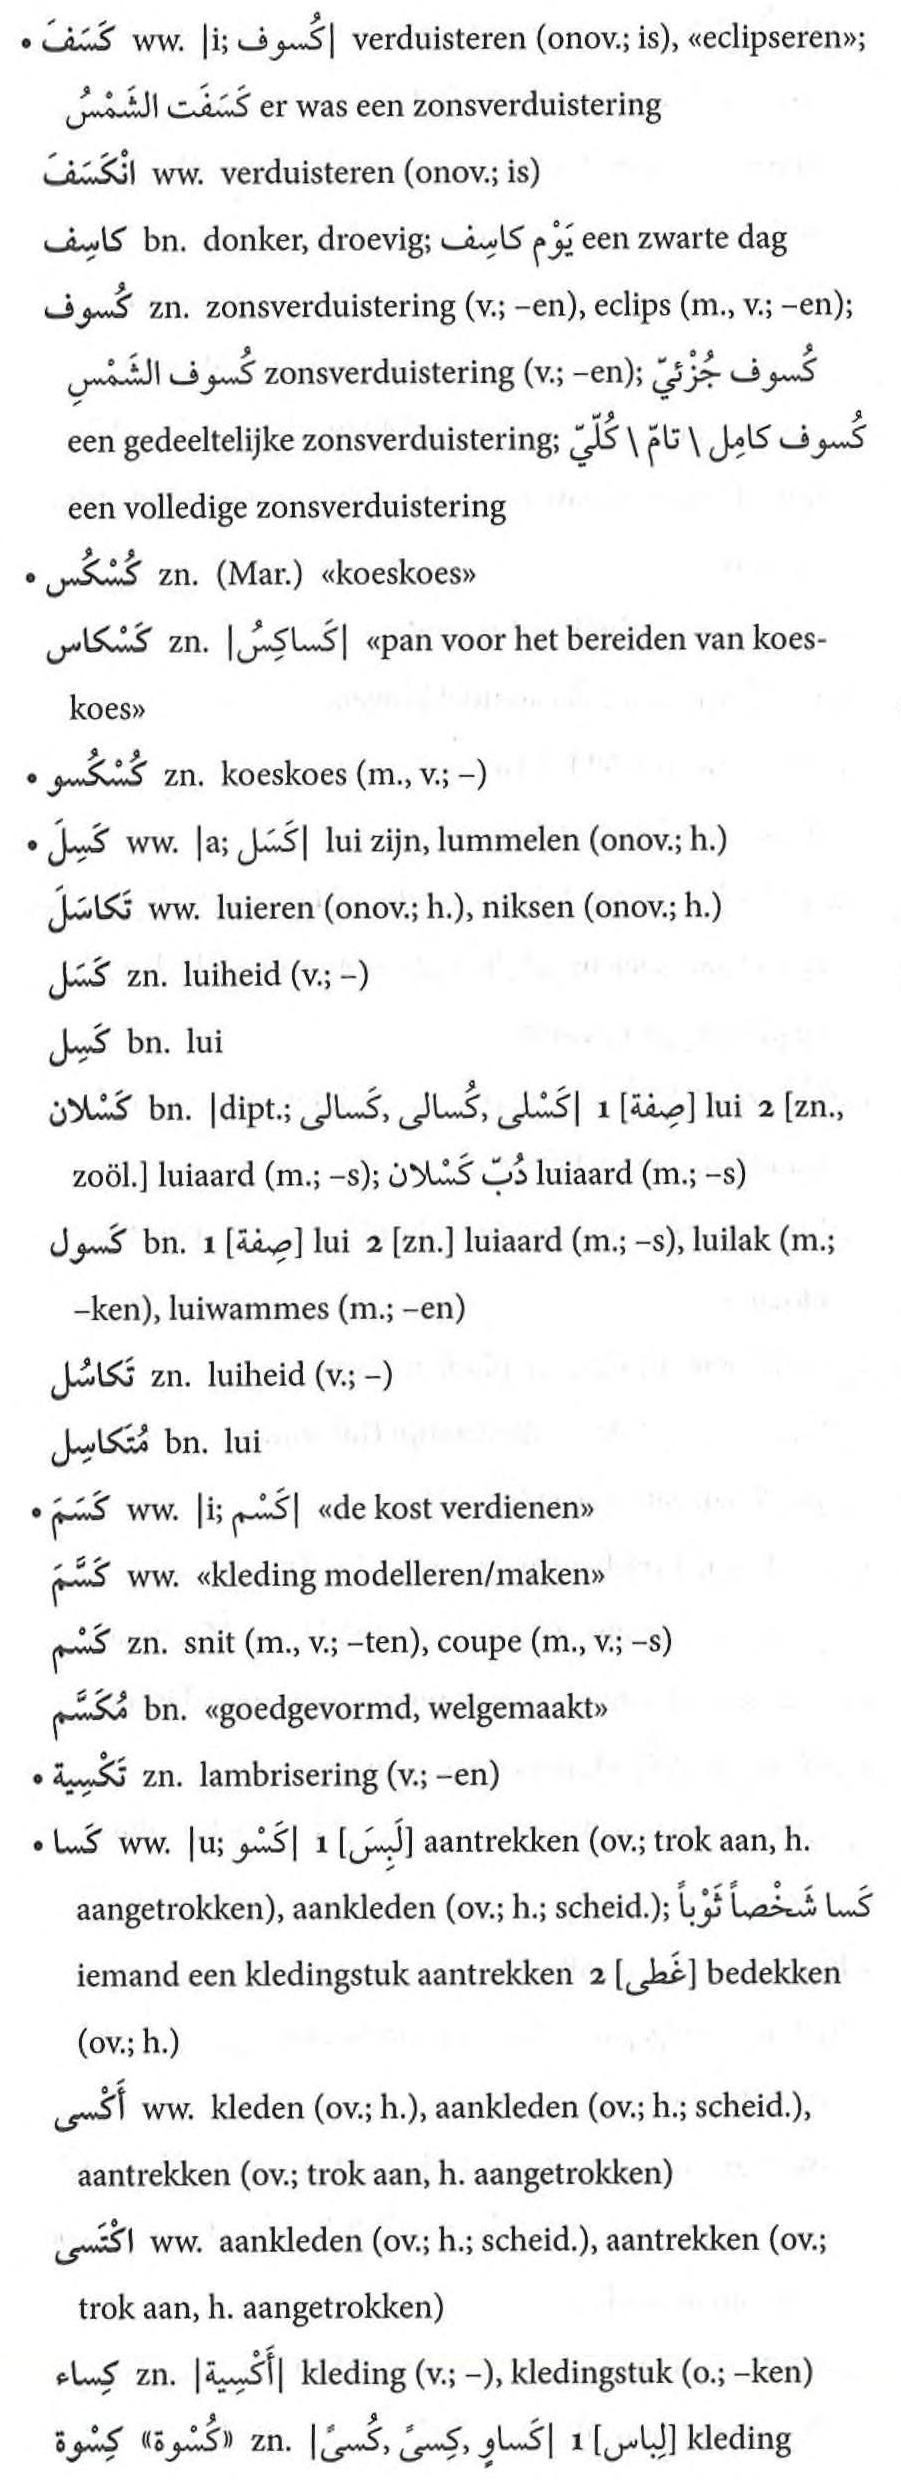 • كَسَفَ ww. |i; كُسوف| verduisteren (onov.; is), «eclipseren»;
كَسَفَت الشَمْسُ er was een zonsverduistering
انْكَسَفَ ww. verduisteren (onov.; is)
كاسِف bn. donker, droevig; يَوْم كاسِف een zwarte dag
كُسوف zn. zonsverduistering (v.; –en), eclips (m., v.; –en);
كُسوف الشَمْسِ zonsverduistering (v.; –en); كُسوف جُزْئيّ
een gedeeltelijke zonsverduistering; كُسوف كامِل \ تامّ \ كُلّيّ
een volledige zonsverduistering
• كُسْكُس zn. (Mar.) «koeskoes»
كَسْكاس zn. |كَساكِسُ| «pan voor het bereiden van koes-
koes»
• كُسْكُسو zn. koeskoes (m., v.; –)
• كَسِلَ ww. |a; كَسَل| lui zijn, lummelen (onov.; h.)
تَكاسَلَ ww. luieren (onov.; h.), niksen (onov.; h.)
كَسَل zn. luiheid (v.; –)
كَسِل bn. lui
كَسْلان bn. |dipt.; كَسْلى, كُسالى, كَسالى| 1 [صِفة] lui 2 [zn.,
zoöl.] luiaard (m.; –s); دُبّ كَسْلان luiaard (m.; –s)
كَسول bn. 1 [صِفة] lui 2 [zn.] luiaard (m.; –s), luilak (m.;
–ken), luiwammes (m.; –en)
تَكاسُل zn. luiheid (v.; –)
مُتَكاسِل bn. lui
• كَسَمَ ww. |i; كَسْم| «de kost verdienen»
كَسَّمَ ww. «kleding modelleren/maken»
كَسْم zn. snit (m., v.; –ten), coupe (m., v.; –s)
مُكَسَّم bn. «goedgevormd, welgemaakt»
• تَكْسِية zn. lambrisering (v.; –en)
• كَسا ww. |u; كَسْو| 1 [لَبِسَ] aantrekken (ov.; trok aan, h.
aangetrokken), aankleden (ov.; h.; scheid.); كَسا شَخْصاً ثَوْباً
iemand een kledingstuk aantrekken 2 [غَطى] bedekken
(ov.; h.)
أَكْسى ww. kleden (ov.; h.), aankleden (ov.; h.; scheid.),
aantrekken (ov.; trok aan, h. aangetrokken)
اكْتَسى ww. aankleden (ov.; h.; scheid.), aantrekken (ov.;
trok aan, h. aangetrokken)
كِساء zn. |أَكْسِية| kleding (v.; –), kledingstuk (o.; –ken)
كِسْوة «كُسْوة» zn. |كُسىً, كِسىً, كَساوٍ| 1 [لِباس] kleding